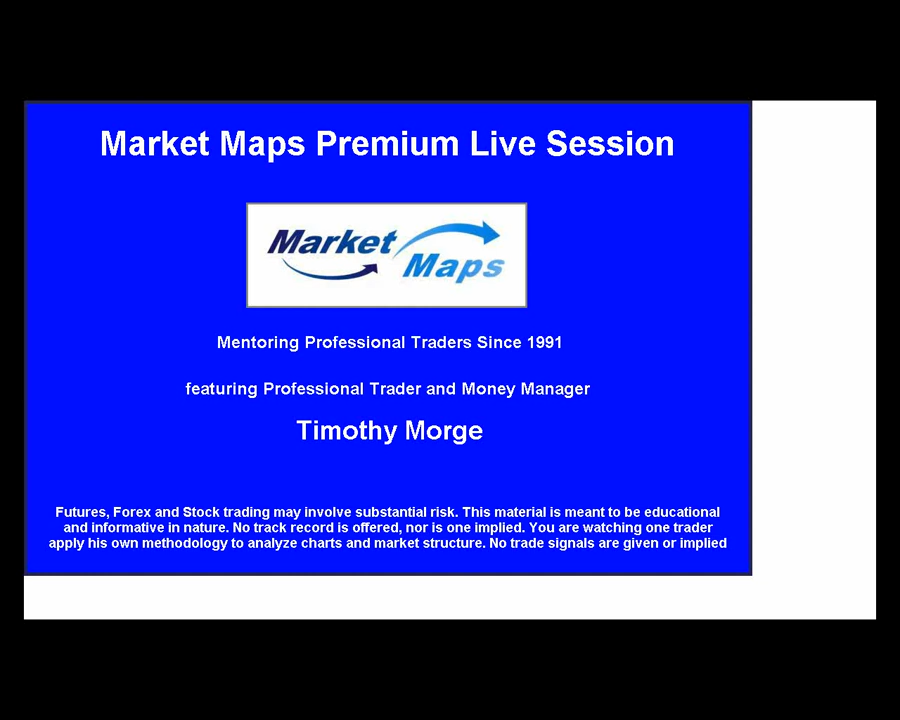 Market Maps Premium Live Session
Market
Maps
Mentoring Professional Traders Since 1991
featuring Professional Trader and Money Manager
Timothy Morge
Futures, Forex and Stock trading may involve substantial risk. This material is meant to be educational
and informative in nature. No track record is offered, nor is one implied. You are watching one trader
apply his own methodology to analyze charts and market structure. No trade signals are given or implied